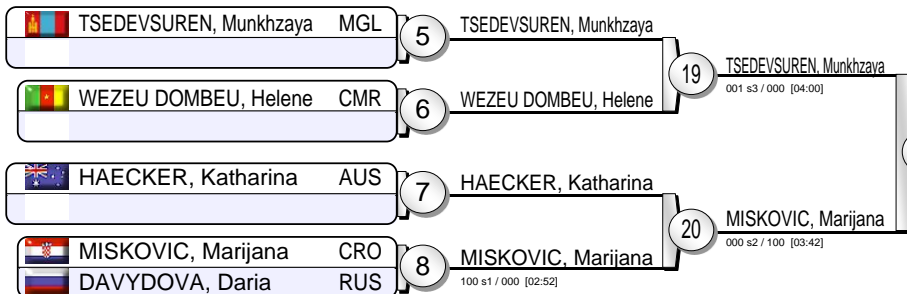 TSEDEVSUREN, Munkhzaya MGL
5
TSEDEVSUREN, Munkhzaya
19
TSEDEVSUREN, Munkhzaya
001 s3 / 000 [04:00]
WEZEU DOMBEU, Helene CMR
6
WEZEU DOMBEU, Helene
HAECKER, Katharina AUS
7
HAECKER, Katharina
20
MISKOVIC, Marijana
000 s2 / 100 [03:42]
MISKOVIC, Marijana CRO
8
MISKOVIC, Marijana
100 s1 / 000 [02:52]
DAVYDOVA, Daria RUS